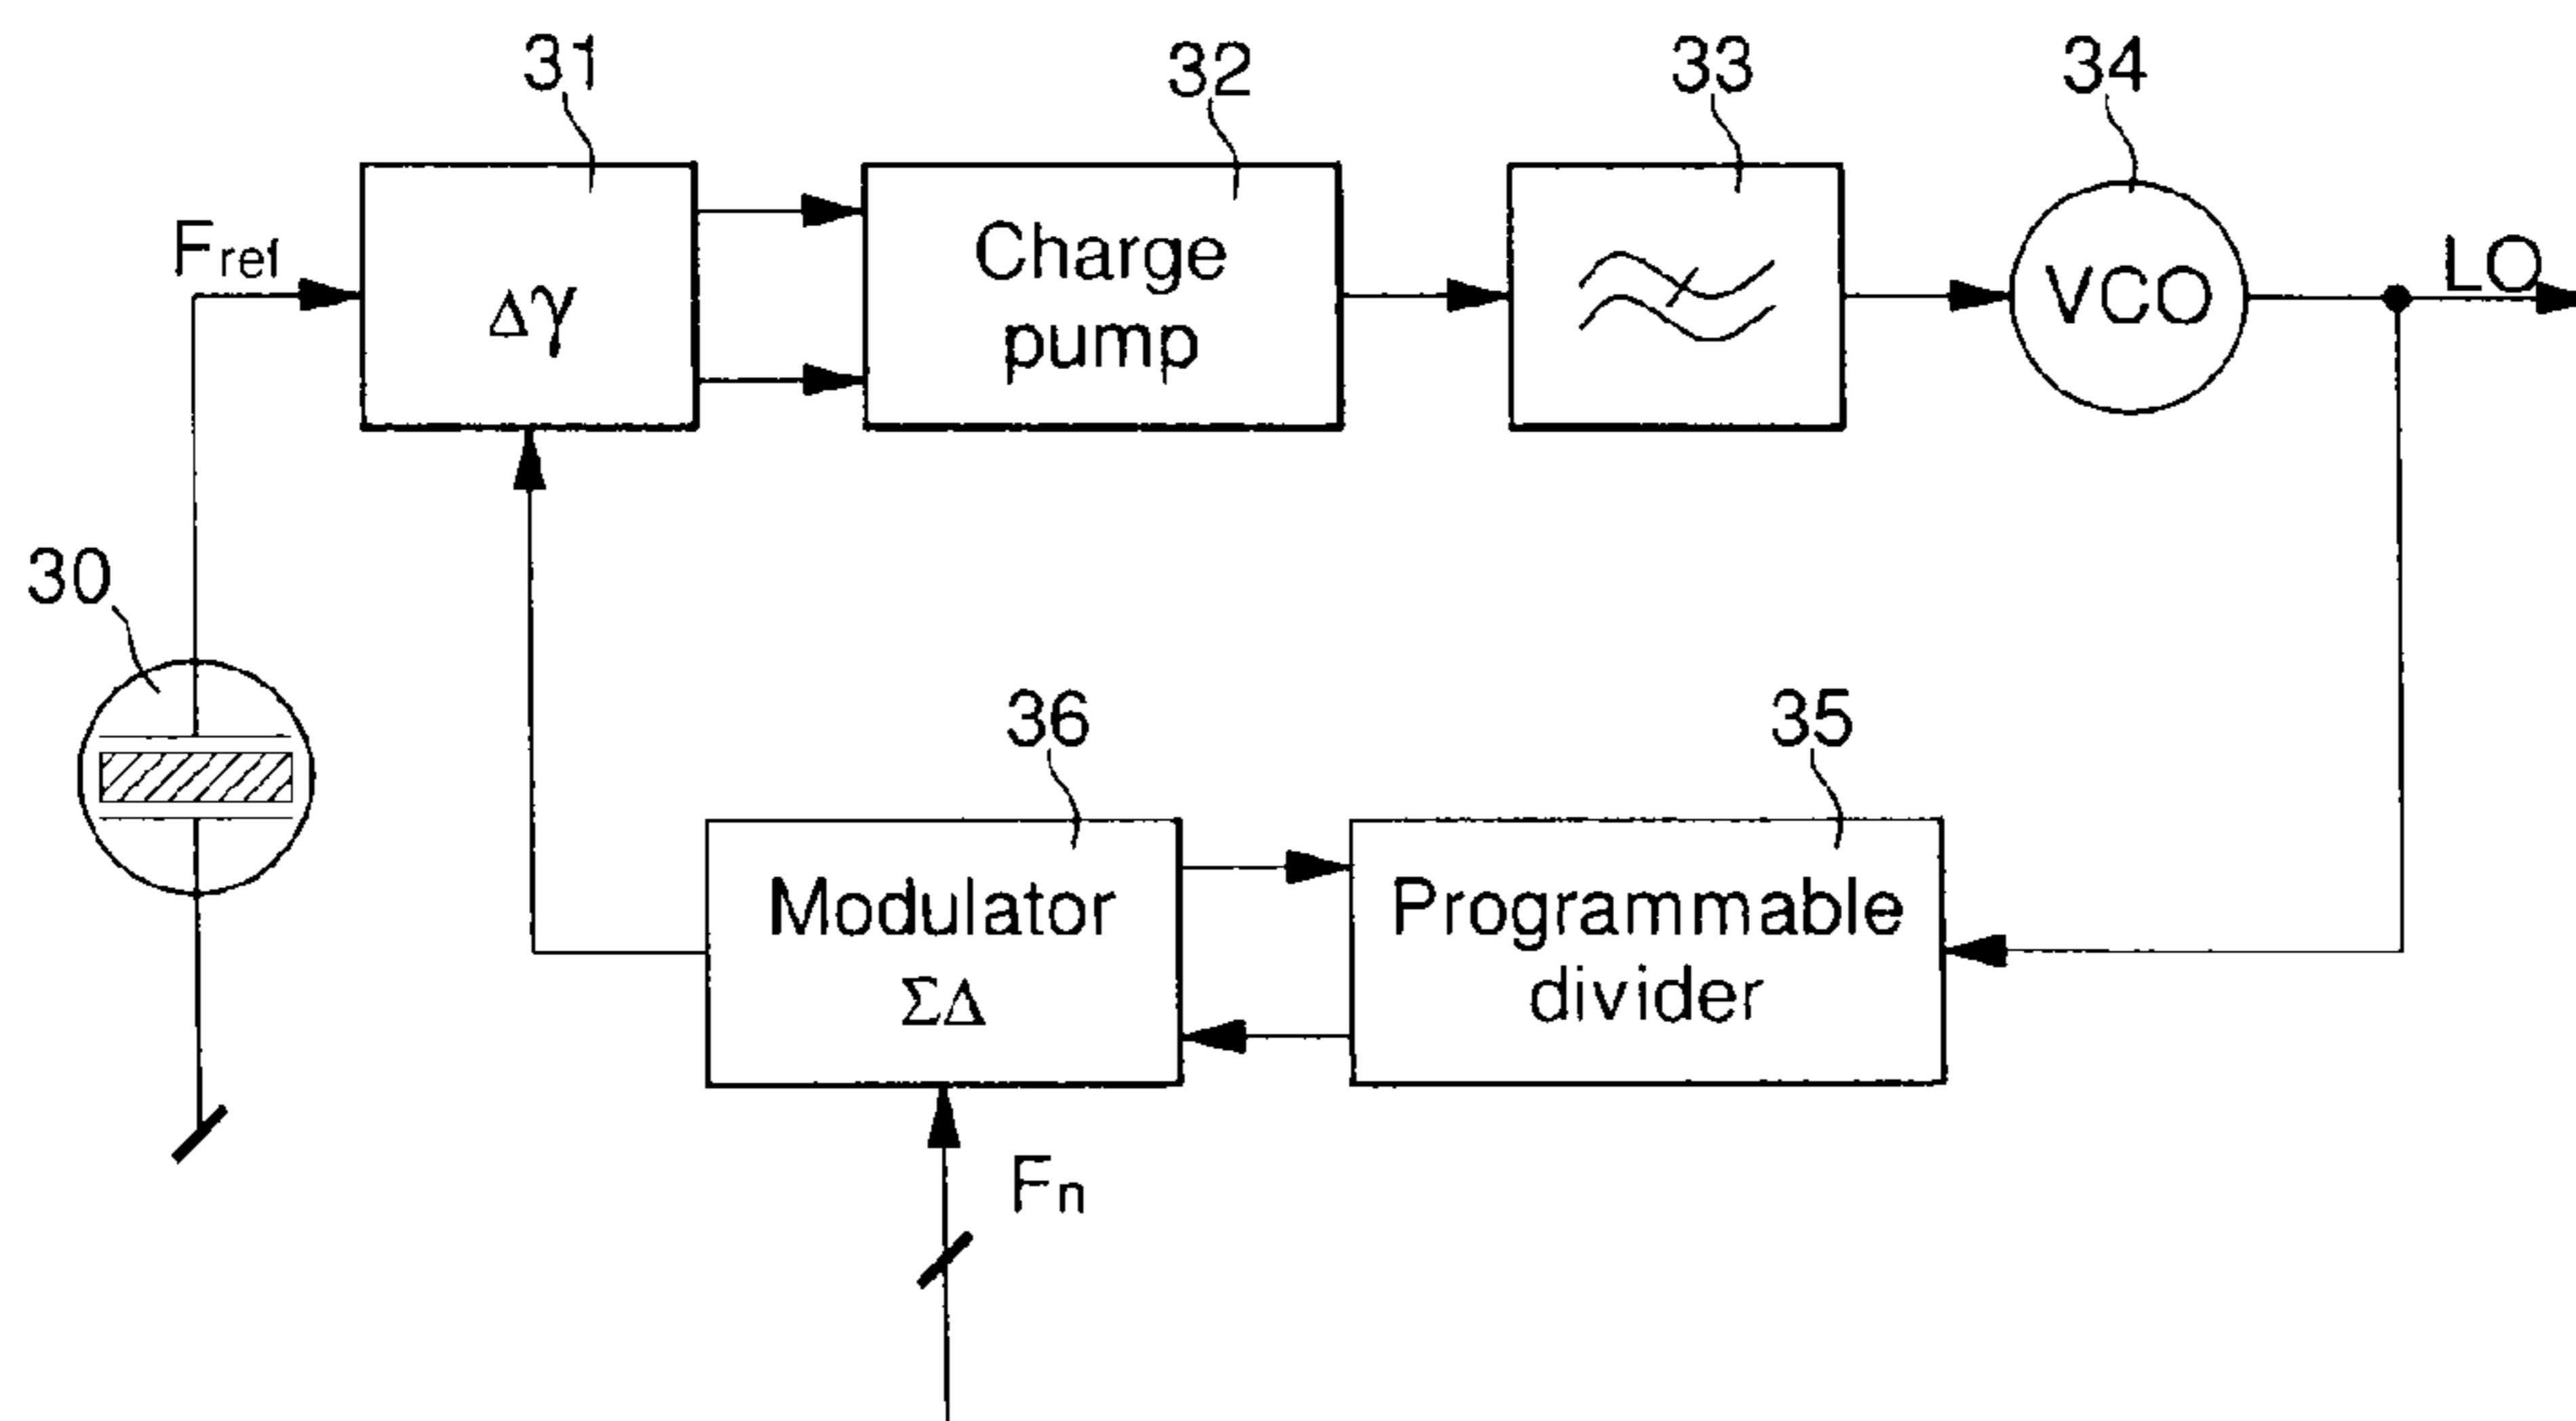 31
32
33
34
Fref
Δγ
Charge
pump
VCO
LO
30
36
35
Modulator
ΣΔ
Programmable
divider
Fn